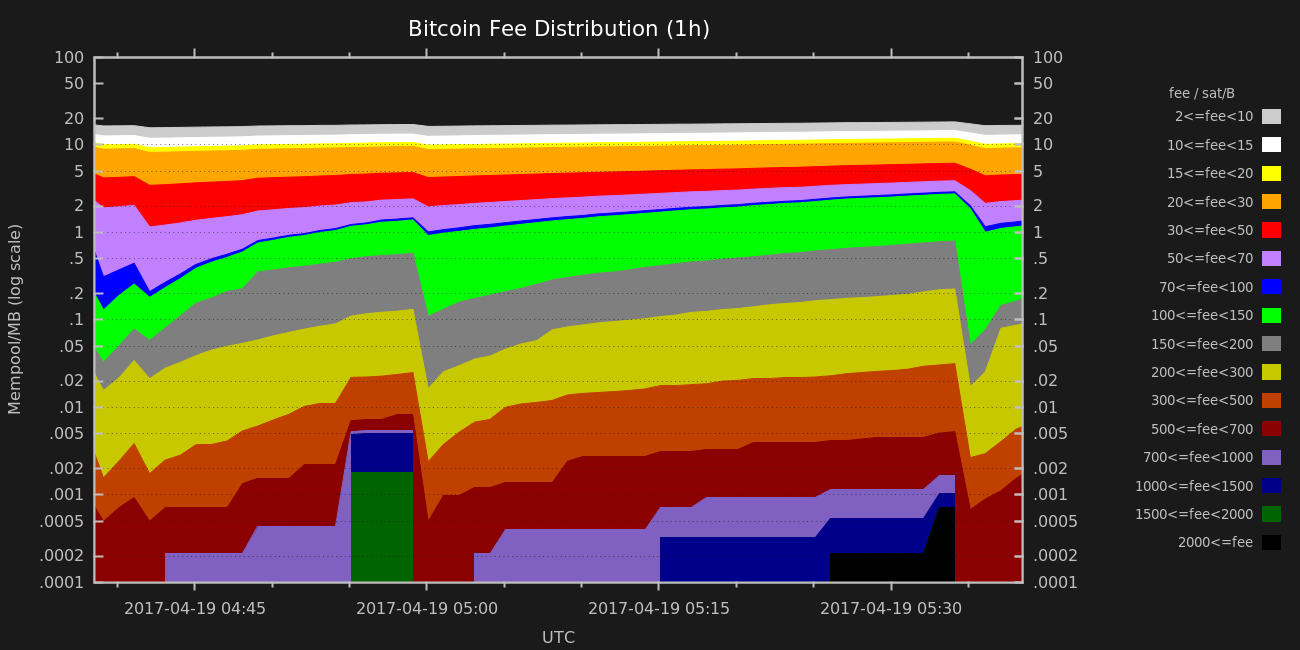 Bitcoin Fee Distribution (1h)
100 100
50 50
20 20
10 10
5 5
2 2
1 1
.5 .5
.2 .2
.1 .1
.05 .05
.02 .02
.01 .01
.005 .005
.002 .002
.001 .001
.0005 .0005
.0002 .0002
.0001 .0001
Mempool/MB (log scale)
2017-04-19 04:45 2017-04-19 05:00 2017-04-19 05:15 2017-04-19 05:30
UTC
fee / sat/B
2<=fee<10
10<=fee<15
15<=fee<20
20<=fee<30
30<=fee<50
50<=fee<70
70<=fee<100
100<=fee<150
150<=fee<200
200<=fee<300
300<=fee<500
500<=fee<700
700<=fee<1000
1000<=fee<1500
1500<=fee<2000
2000<=fee